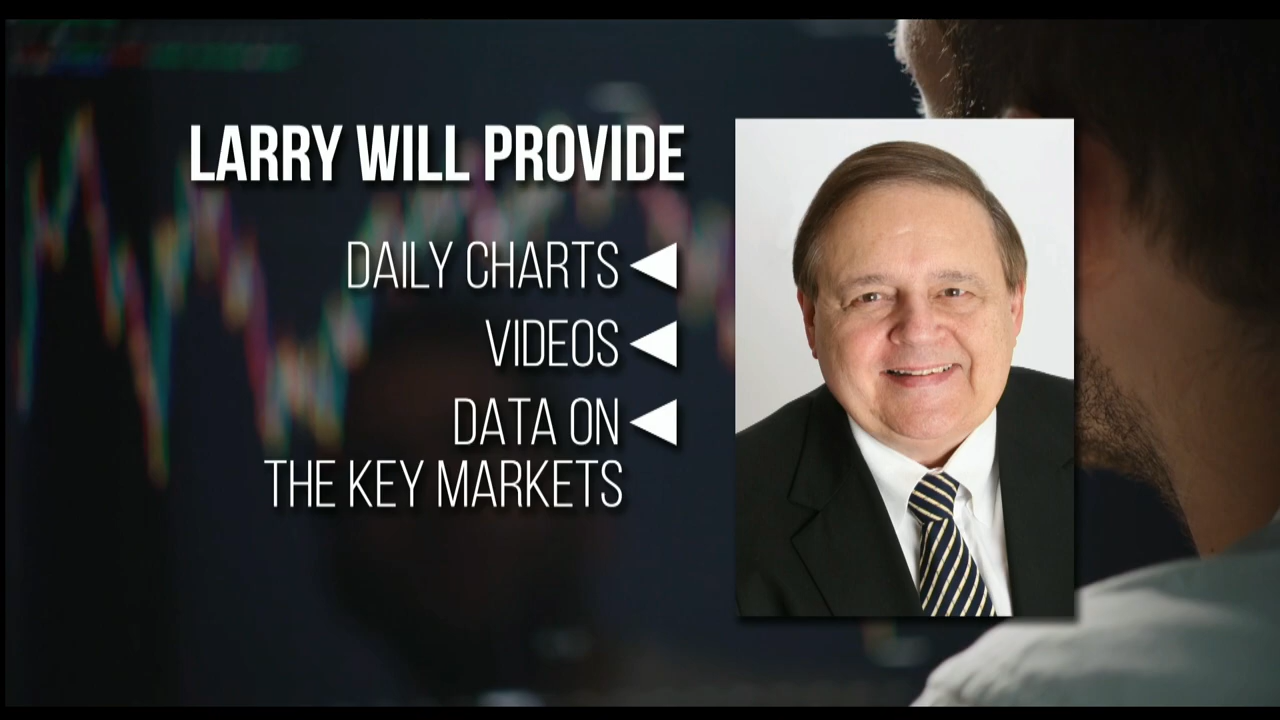 LARRY WILL PROVIDE
DAILY CHARTS
VIDEOS
DATA ON
THE KEY MARKETS